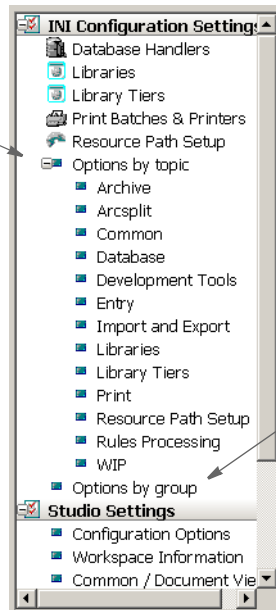 INI Configuration Settings
Database Handlers
Libraries
Library Tiers
Print Batches & Printers
Resource Path Setup
Options by topic
Archive
Arcsplit
Common
Database
Development Tools
Entry
Import and Export
Libraries
Library Tiers
Print
Resource Path Setup
Rules Processing
WIP
Options by group
Studio Settings
Configuration Options
Workspace Information
Common / Document Vie